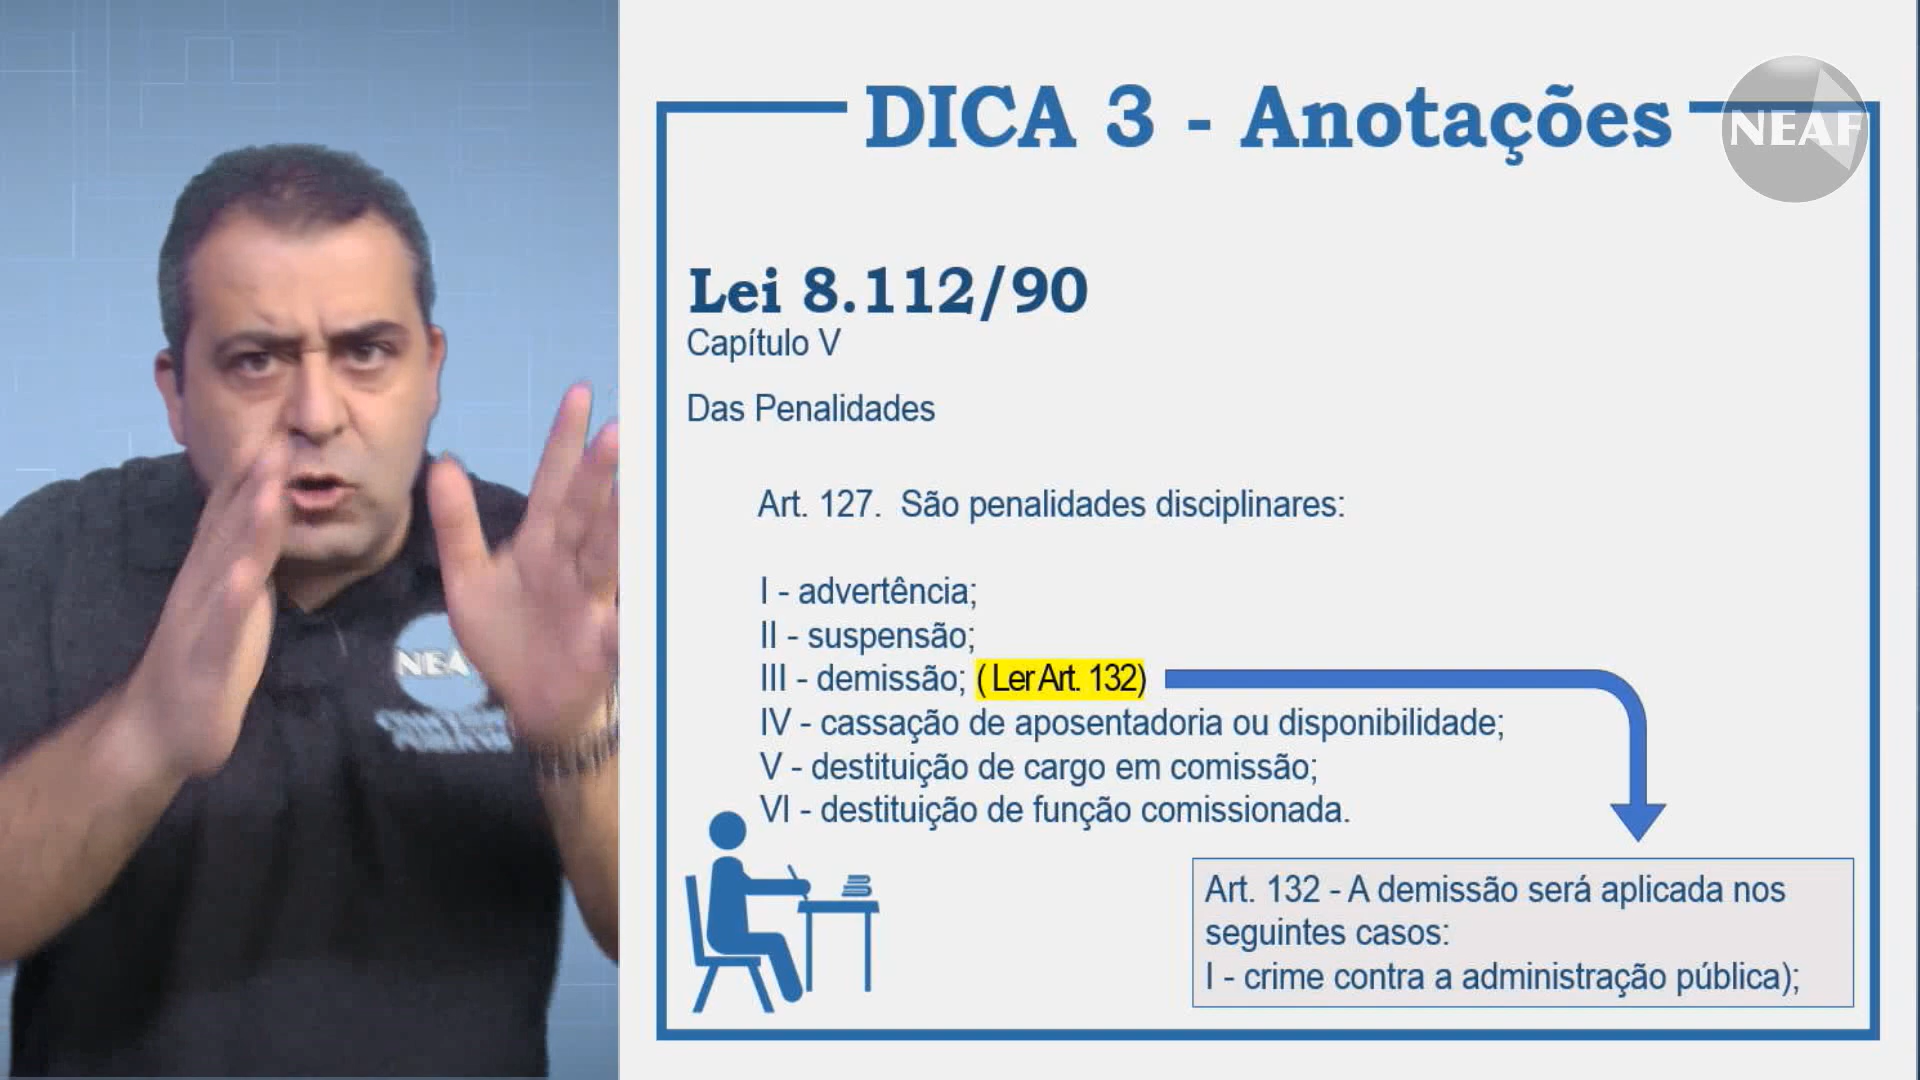 DICA 3 - Anotações
NEAF
Lei 8.112/90
Capítulo V
Das Penalidades
Art. 127. São penalidades disciplinares:
I - advertência;
II - suspensão;
III - demissão; ( Ler Art. 132)
IV - cassação de aposentadoria ou disponibilidade;
V - destituição de cargo em comissão;
VI - destituição de função comissionada.
Art. 132 - A demissão será aplicada nos
seguintes casos:
I - crime contra a administração pública);
NEA